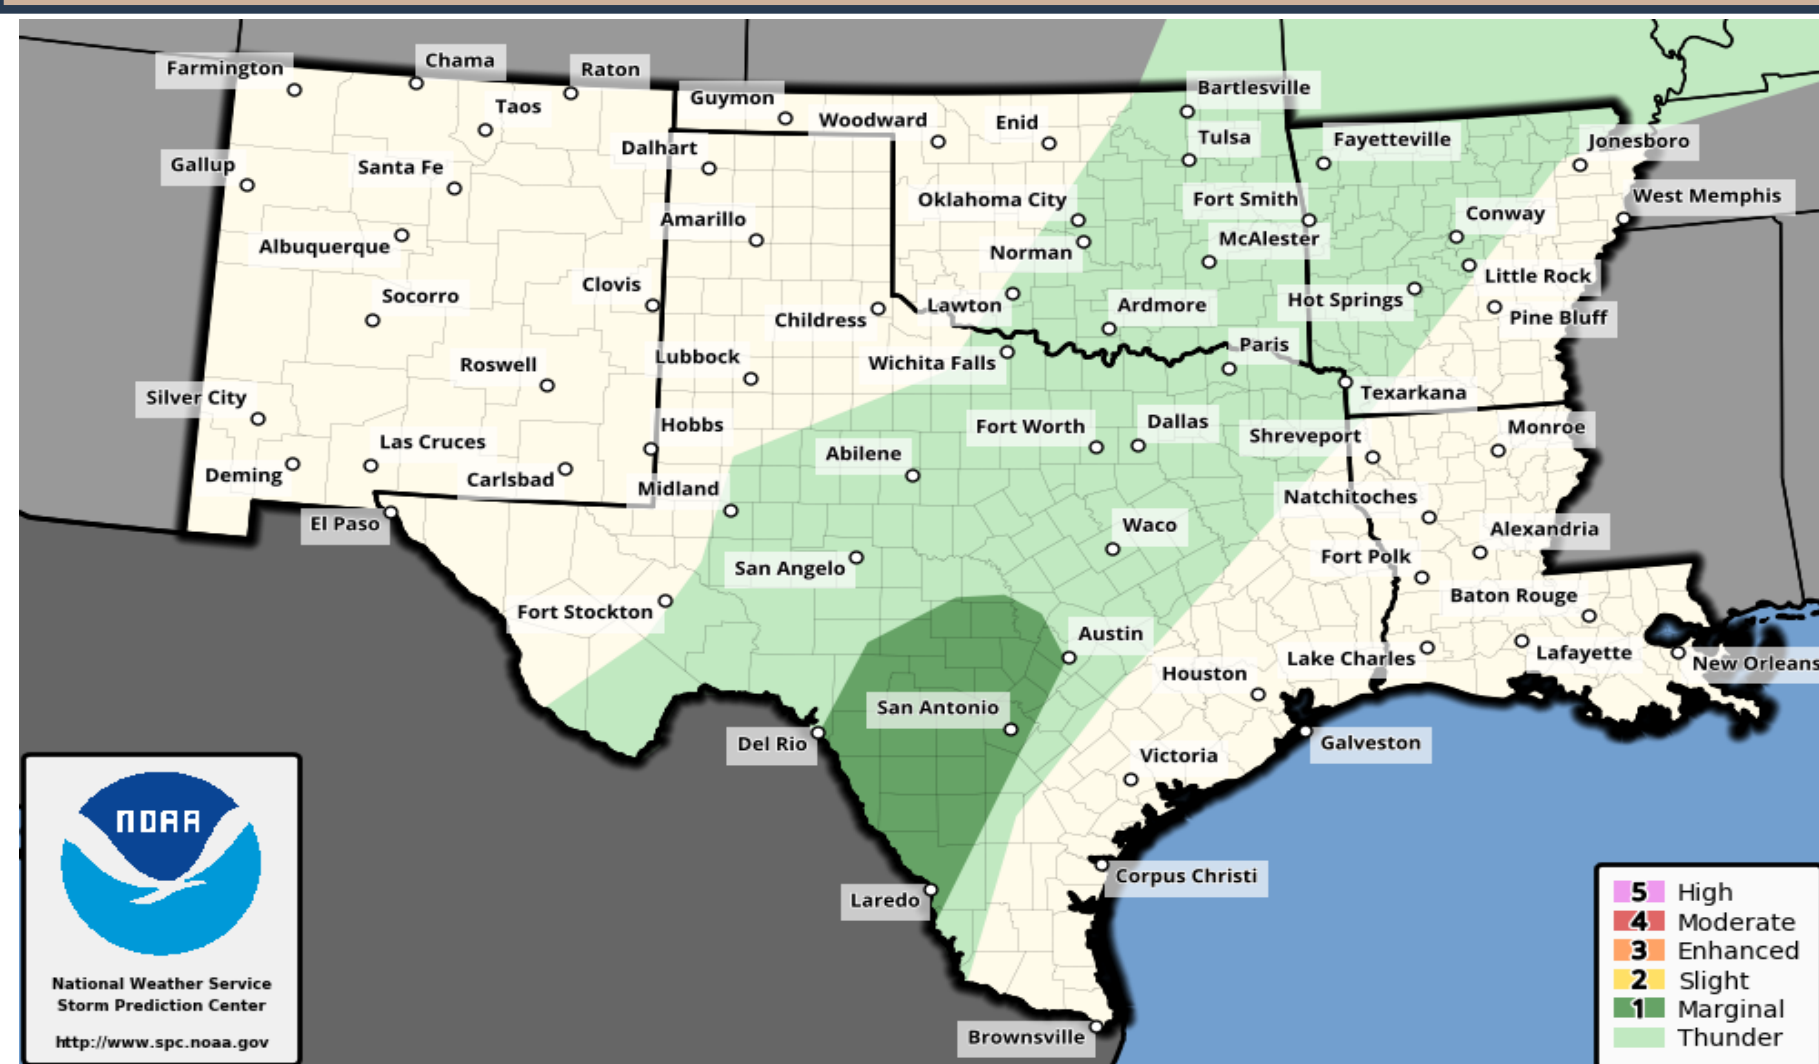 Farmington
Chama
Raton
Guymon
Bartlesville
Taos
Woodward
Enid
Tulsa
Fayetteville
Jonesboro
Dalhart
Gallup
Santa Fe
Oklahoma City
Fort Smith
West Memphis
Amarillo
Conway
Albuquerque
Norman
McAlester
Socorro
Clovis
Lawton
Ardmore
Hot Springs
Little Rock
Childress
Pine Bluff
Roswell
Lubbock
Wichita Falls
Paris
Silver City
Texarkana
Hobbs
Las Cruces
Fort Worth
Dallas
Shreveport
Monroe
Abilene
Deming
Carlsbad
Midland
Natchitoches
El Paso
Waco
Alexandria
San Angelo
Fort Polk
Fort Stockton
Baton Rouge
Austin
Lake Charles
Lafayette
New Orleans
Houston
San Antonio
Del Rio
Galveston
Victoria
Corpus Christi
Laredo
Brownsville
NOAA
National Weather Service
Storm Prediction Center
http://www.spc.noaa.gov
5 High
4 Moderate
3 Enhanced
2 Slight
1 Marginal
Thunder